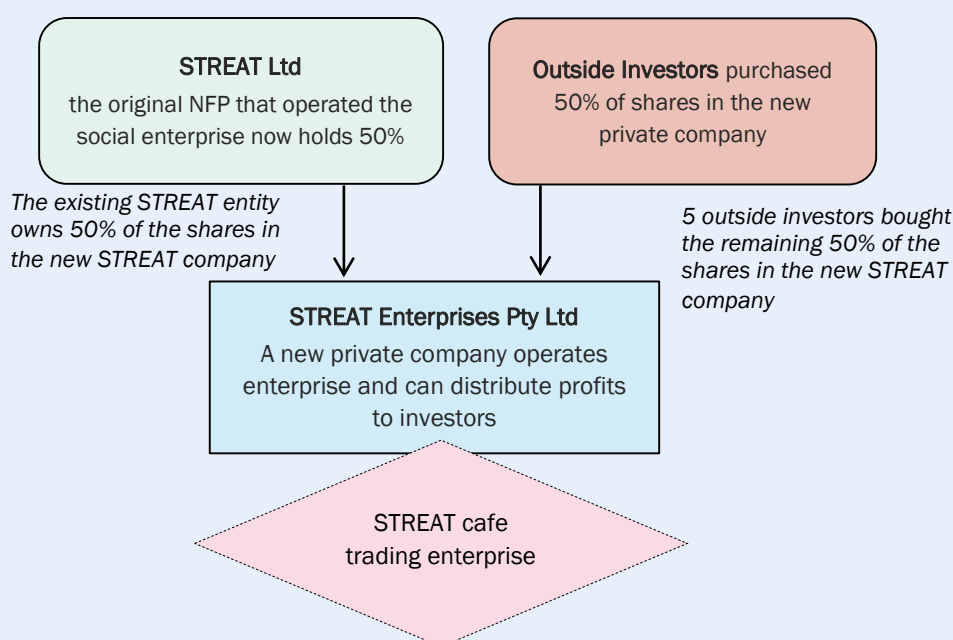 STREAT Ltd
the original NFP that operated the
social enterprise now holds 50%
Outside Investors purchased
50% of shares in the new
private company
The existing STREAT entity
owns 50% of the shares in
the new STREAT company
5 outside investors bought
the remaining 50% of the
shares in the new STREAT
company
STREAT Enterprises Pty Ltd
A new private company operates
enterprise and can distribute profits
to investors
STREAT cafe
trading enterprise